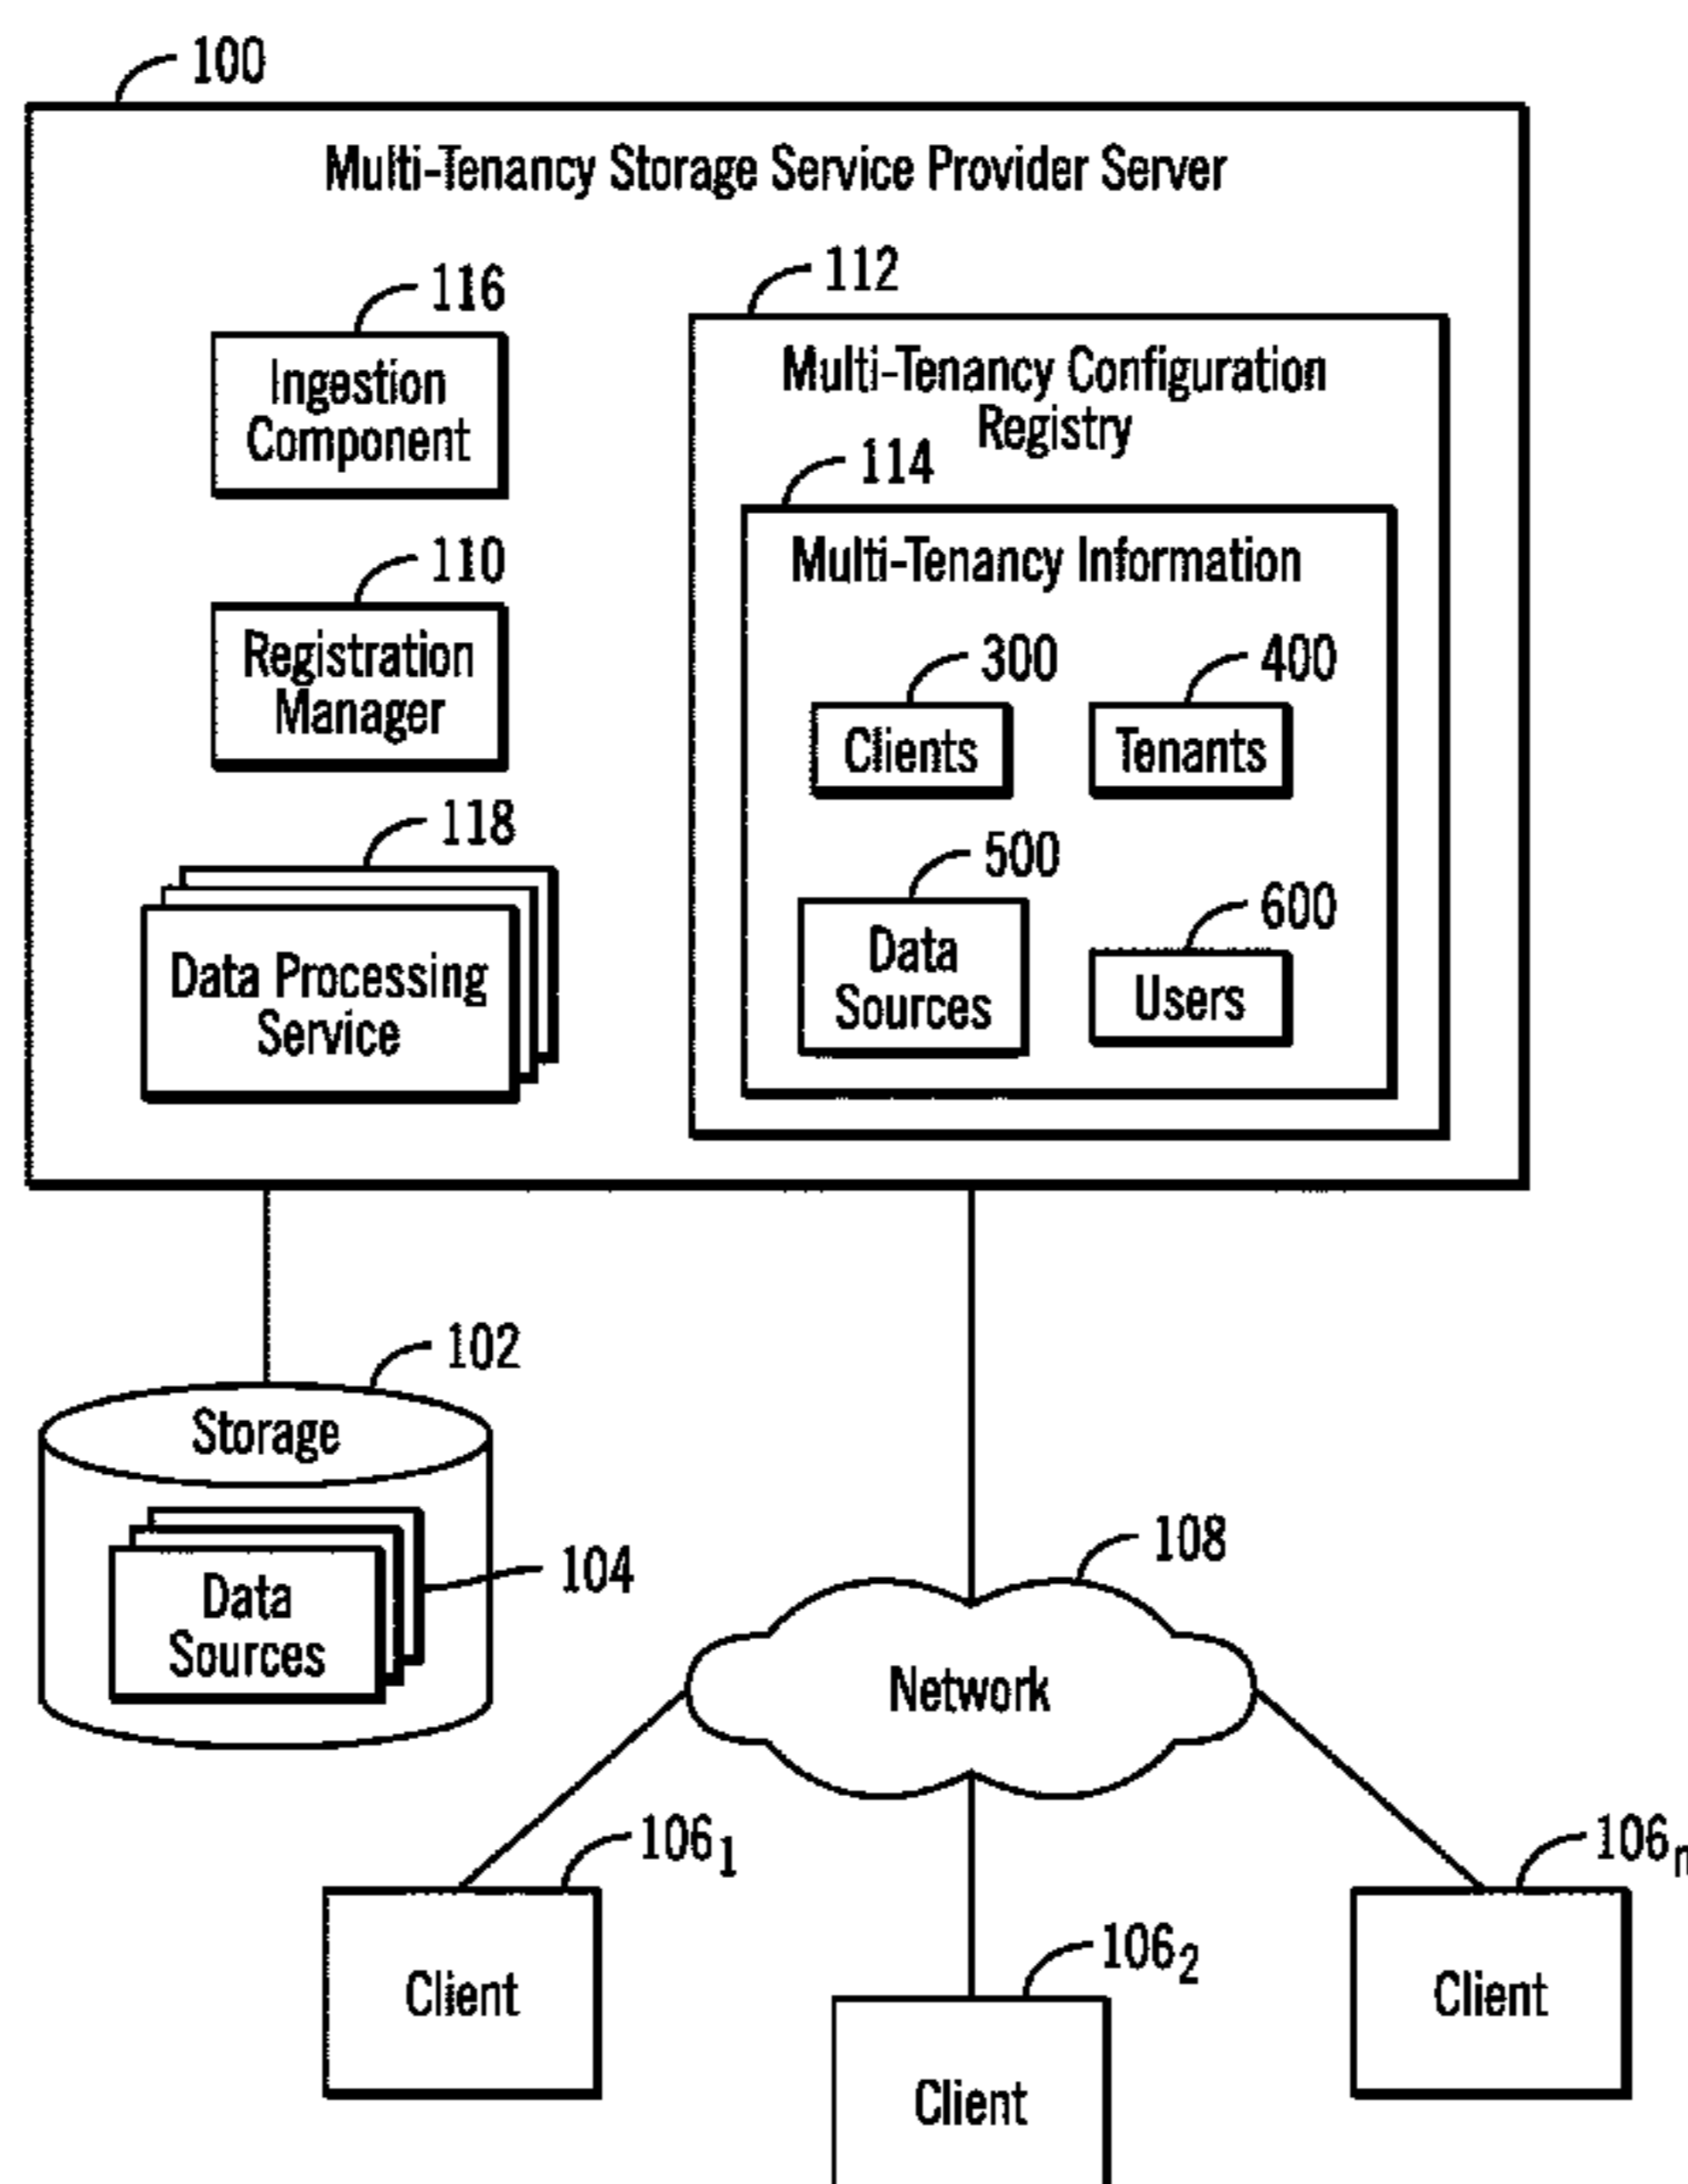 100
Multi-Tenancy Storage Service Provider Server
116
Ingestion
Component
112
Multi-Tenancy Configuration
Registry
114
Multi-Tenancy Information
110
Registration
Manager
300
Clients
400
Tenants
118
Data Processing
Service
500
Data
Sources
600
Users
102
Storage
104
Data
Sources
108
Network
106₁
Client
106₂
Client
106ₙ
Client